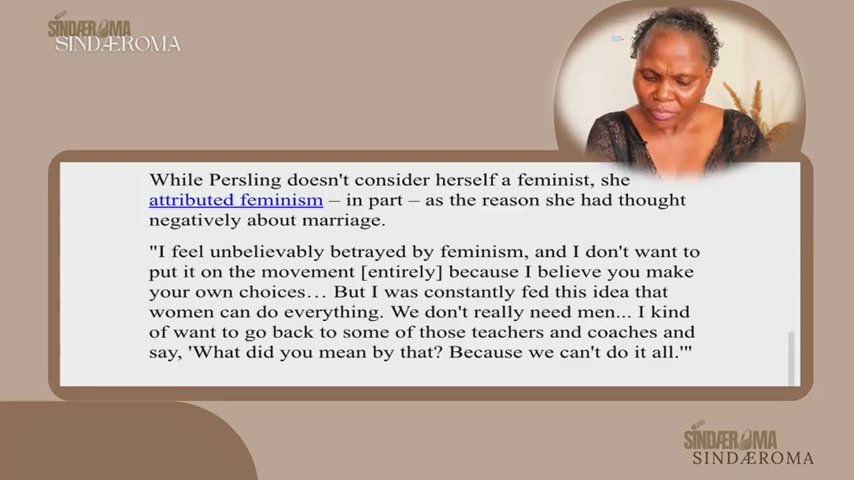 SINDÆROMA
SINDÆROMA
While Persling doesn't consider herself a feminist, she
attributed feminism – in part – as the reason she had thought
negatively about marriage.
"I feel unbelievably betrayed by feminism, and I don't want to
put it on the movement [entirely] because I believe you make
your own choices… But I was constantly fed this idea that
women can do everything. We don't really need men... I kind
of want to go back to some of those teachers and coaches and
say, 'What did you mean by that? Because we can't do it all.'"
SINDÆROMA
SINDÆROMA